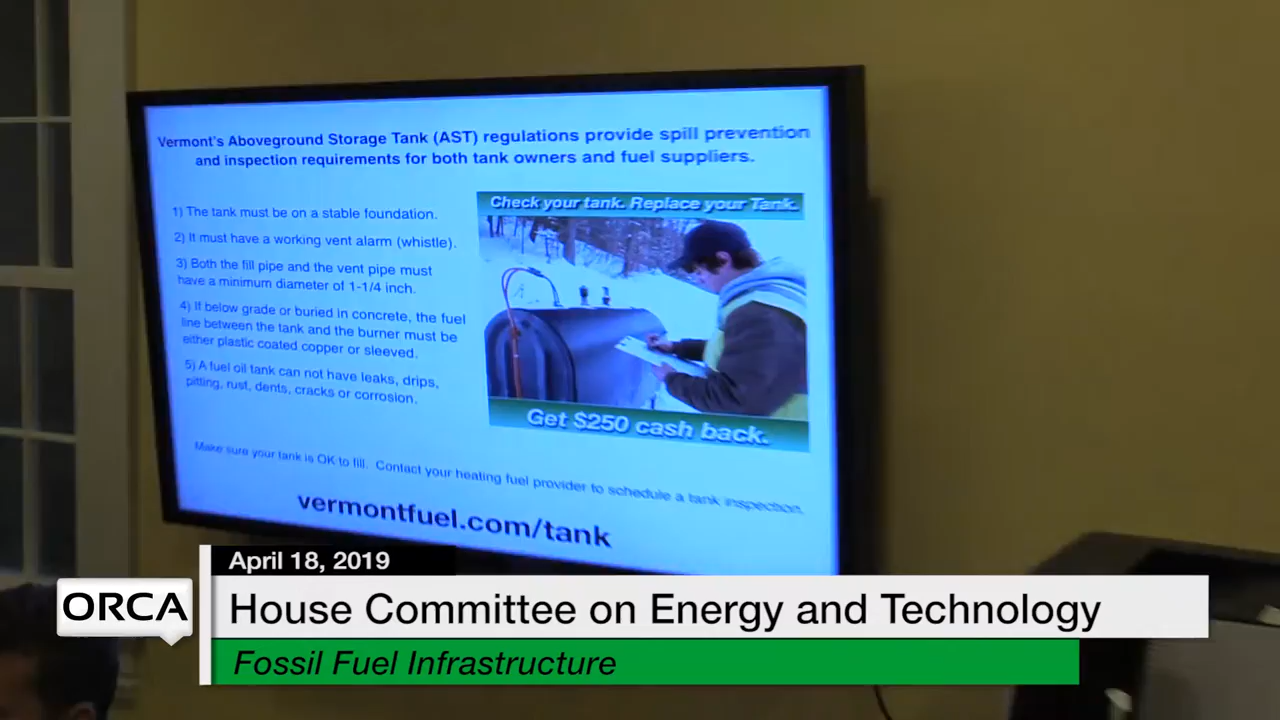 Vermont's Aboveground Storage Tank (AST) regulations provide spill prevention
and inspection requirements for both tank owners and fuel suppliers.
1) The tank must be on a stable foundation.
2) It must have a working vent alarm (whistle).
3) Both the fill pipe and the vent pipe must
have a minimum diameter of 1-1/4 inch.
4) If below grade or buried in concrete, the fuel
line between the tank and the burner must be
either plastic coated copper or sleeved.
5) A fuel oil tank can not have leaks, drips,
pitting, rust, dents, cracks or corrosion.
Check your tank. Replace your Tank.
Get $250 cash back.
Make sure your tank is OK to fill. Contact your heating fuel provider to schedule a tank inspection.
vermontfuel.com/tank
April 18, 2019
ORCA
House Committee on Energy and Technology
Fossil Fuel Infrastructure